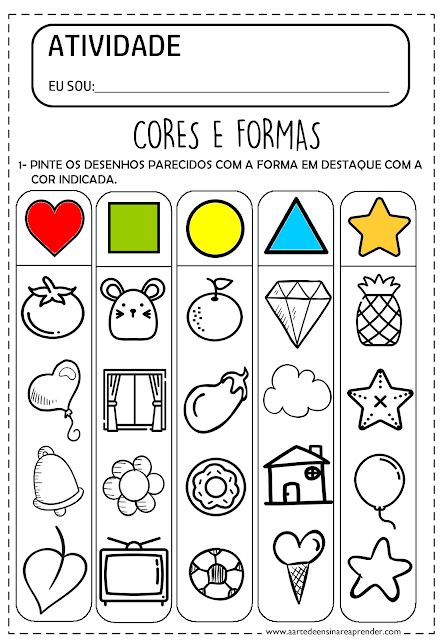 ATIVIDADE
EU SOU:
CORES E FORMAS
1- PINTE OS DESENHOS PARECIDOS COM A FORMA EM DESTAQUE COM A
COR INDICADA.
www.aartedeensinareaprender.com